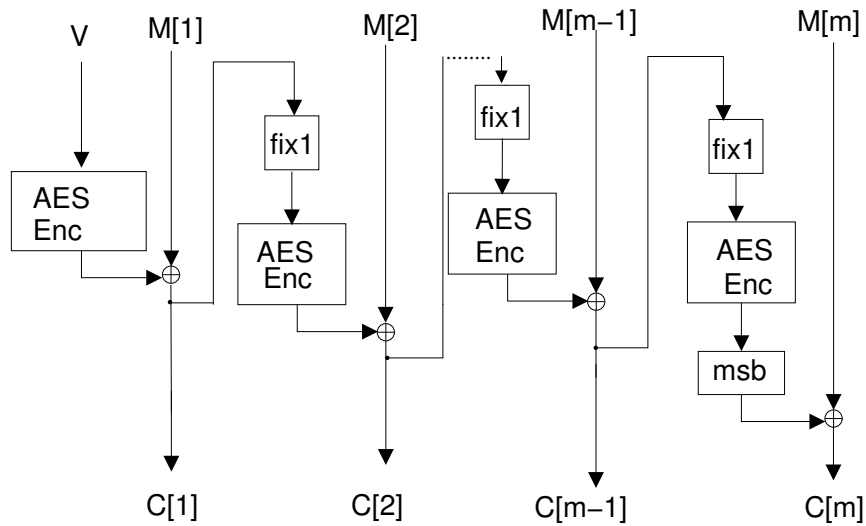 V
M[1]
M[2]
M[m−1]
M[m]
fix1
fix1
fix1
AES
Enc
AES
Enc
AES
Enc
AES
Enc
msb
C[1]
C[2]
C[m−1]
C[m]